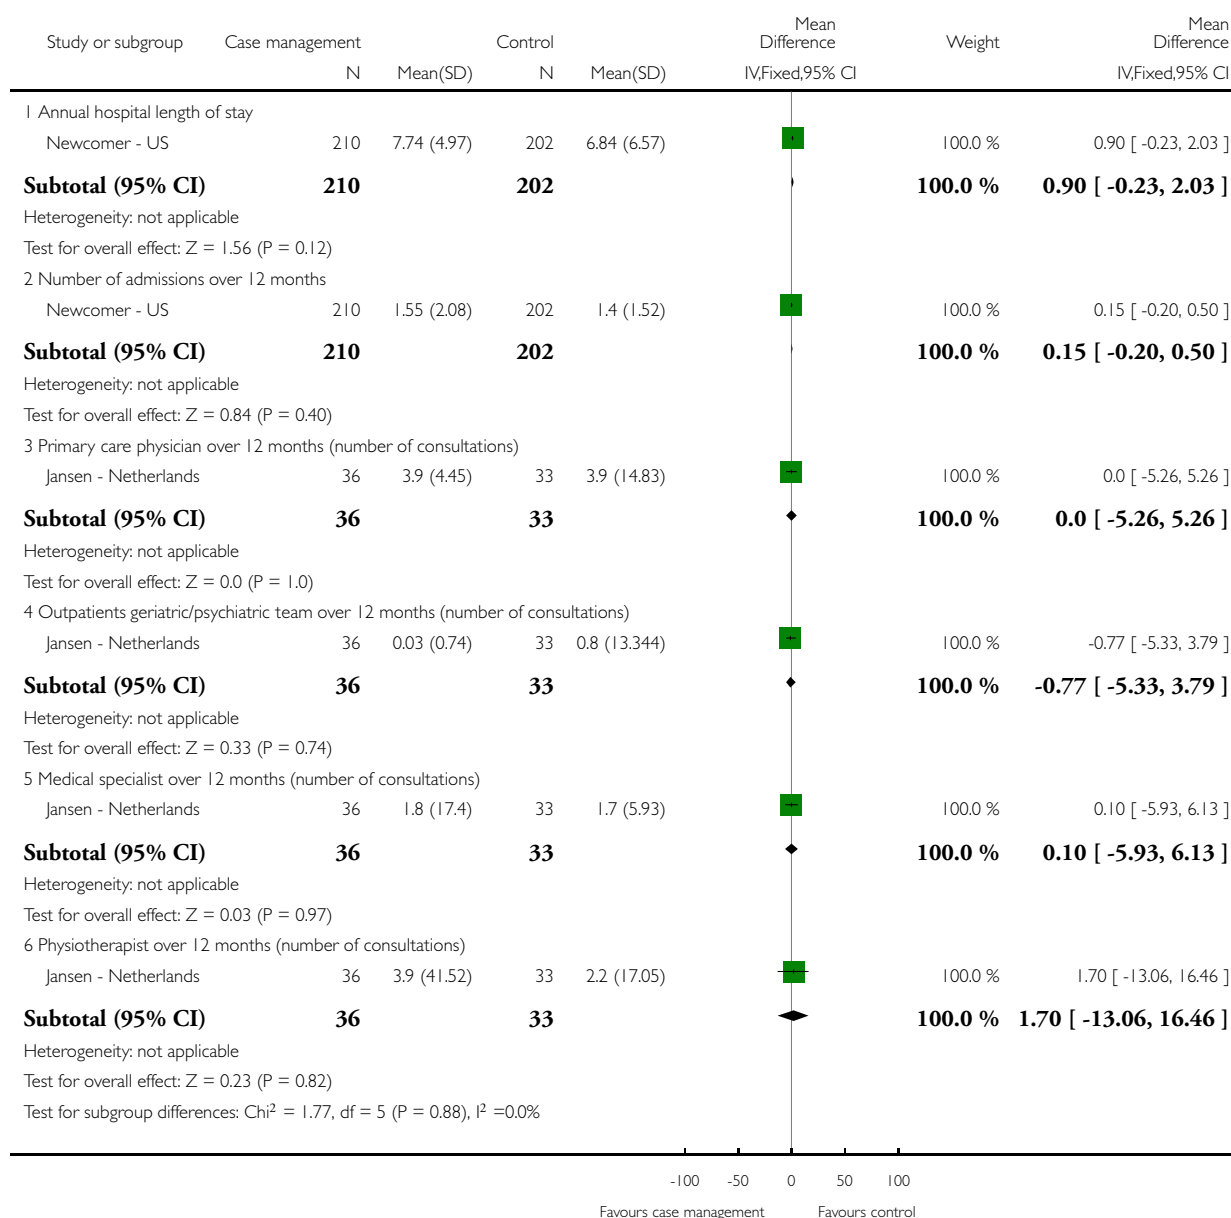 Study or subgroup Case management Control Mean Difference Weight Mean Difference
N Mean(SD) N Mean(SD) IV,Fixed,95% CI IV,Fixed,95% CI
1 Annual hospital length of stay
Newcomer - US 210 7.74 (4.97) 202 6.84 (6.57) 100.0 % 0.90 [ -0.23, 2.03 ]
Subtotal (95% CI) 210 202 100.0 % 0.90 [ -0.23, 2.03 ]
Heterogeneity: not applicable
Test for overall effect: Z = 1.56 (P = 0.12)
2 Number of admissions over 12 months
Newcomer - US 210 1.55 (2.08) 202 1.4 (1.52) 100.0 % 0.15 [ -0.20, 0.50 ]
Subtotal (95% CI) 210 202 100.0 % 0.15 [ -0.20, 0.50 ]
Heterogeneity: not applicable
Test for overall effect: Z = 0.84 (P = 0.40)
3 Primary care physician over 12 months (number of consultations)
Jansen - Netherlands 36 3.9 (4.45) 33 3.9 (14.83) 100.0 % 0.0 [ -5.26, 5.26 ]
Subtotal (95% CI) 36 33 100.0 % 0.0 [ -5.26, 5.26 ]
Heterogeneity: not applicable
Test for overall effect: Z = 0.0 (P = 1.0)
4 Outpatients geriatric/psychiatric team over 12 months (number of consultations)
Jansen - Netherlands 36 0.03 (0.74) 33 0.8 (13.344) 100.0 % -0.77 [ -5.33, 3.79 ]
Subtotal (95% CI) 36 33 100.0 % -0.77 [ -5.33, 3.79 ]
Heterogeneity: not applicable
Test for overall effect: Z = 0.33 (P = 0.74)
5 Medical specialist over 12 months (number of consultations)
Jansen - Netherlands 36 1.8 (17.4) 33 1.7 (5.93) 100.0 % 0.10 [ -5.93, 6.13 ]
Subtotal (95% CI) 36 33 100.0 % 0.10 [ -5.93, 6.13 ]
Heterogeneity: not applicable
Test for overall effect: Z = 0.03 (P = 0.97)
6 Physiotherapist over 12 months (number of consultations)
Jansen - Netherlands 36 3.9 (41.52) 33 2.2 (17.05) 100.0 % 1.70 [ -13.06, 16.46 ]
Subtotal (95% CI) 36 33 100.0 % 1.70 [ -13.06, 16.46 ]
Heterogeneity: not applicable
Test for overall effect: Z = 0.23 (P = 0.82)
Test for subgroup differences: Chi² = 1.77, df = 5 (P = 0.88), I² =0.0%
-100 -50 0 50 100
Favours case management Favours control